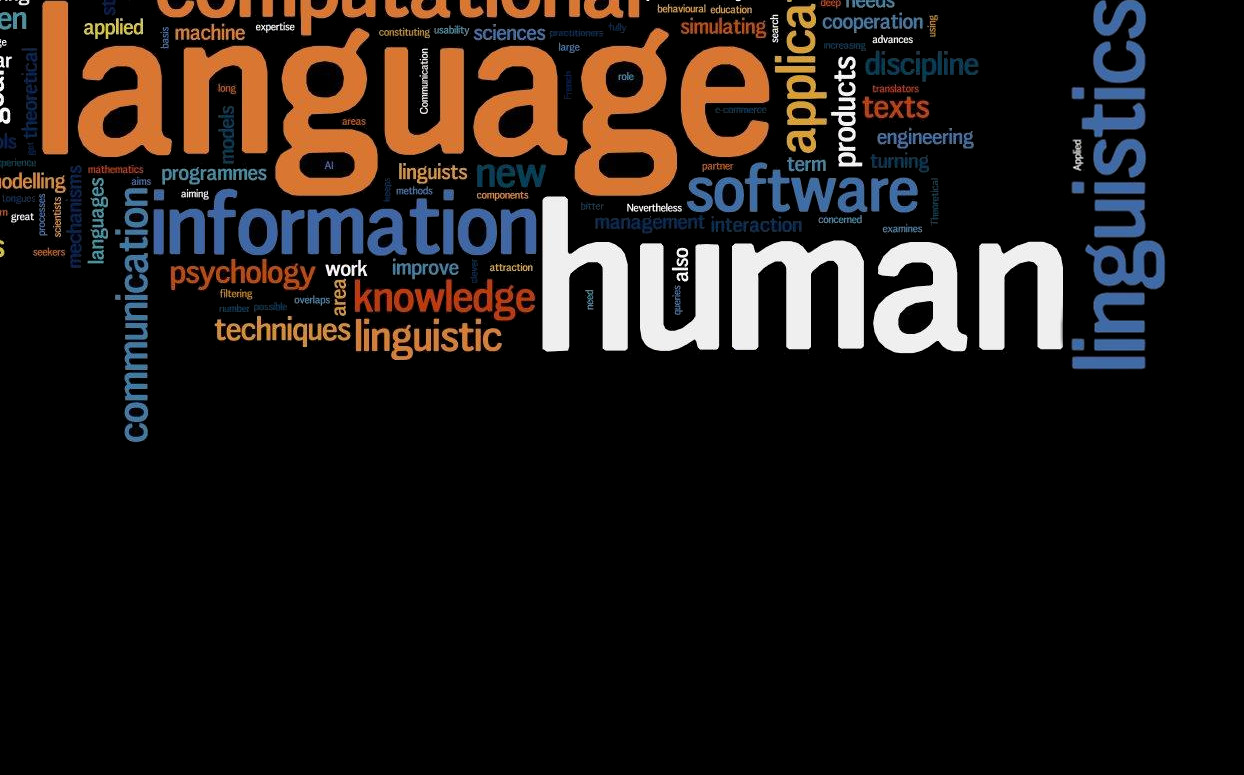 computational
behavioural
education
deep
needs
applied
machine
expertise
basis
constituting
usability
sciences
practitioners
fully
simulating
search
cooperation
using
large
increasing
advances
language
theoretical
Communication
French
role
products
discipline
long
translators
models
areas
e-commerce
texts
engineering
linguistics
Applied
mathematics
programmes
AI
linguists
new
partner
term
turning
aims
keeps
methods
components
software
Theoretical
mechanisms
languages
aiming
tongues
processes
scientists
great
information
bitter
Nevertheless
management
interaction
concerned
examines
seekers
communication
human
also
psychology
work
improve
clever
attraction
filtering
area
knowledge
need
queries
overlaps
number
possible
techniques
linguistic